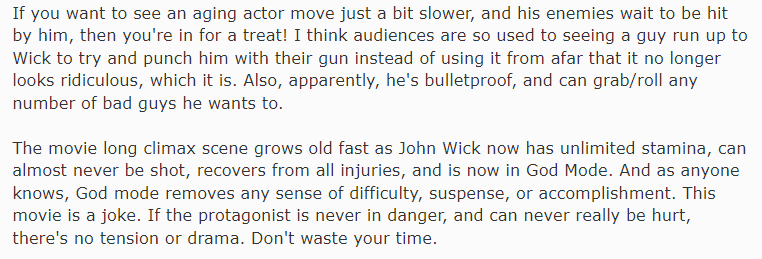 If you want to see an aging actor move just a bit slower, and his enemies wait to be hit
by him, then you're in for a treat! I think audiences are so used to seeing a guy run up to
Wick to try and punch him with their gun instead of using it from afar that it no longer
looks ridiculous, which it is. Also, apparently, he's bulletproof, and can grab/roll any
number of bad guys he wants to.

The movie long climax scene grows old fast as John Wick now has unlimited stamina, can
almost never be shot, recovers from all injuries, and is now in God Mode. And as anyone
knows, God mode removes any sense of difficulty, suspense, or accomplishment. This
movie is a joke. If the protagonist is never in danger, and can never really be hurt,
there's no tension or drama. Don't waste your time.